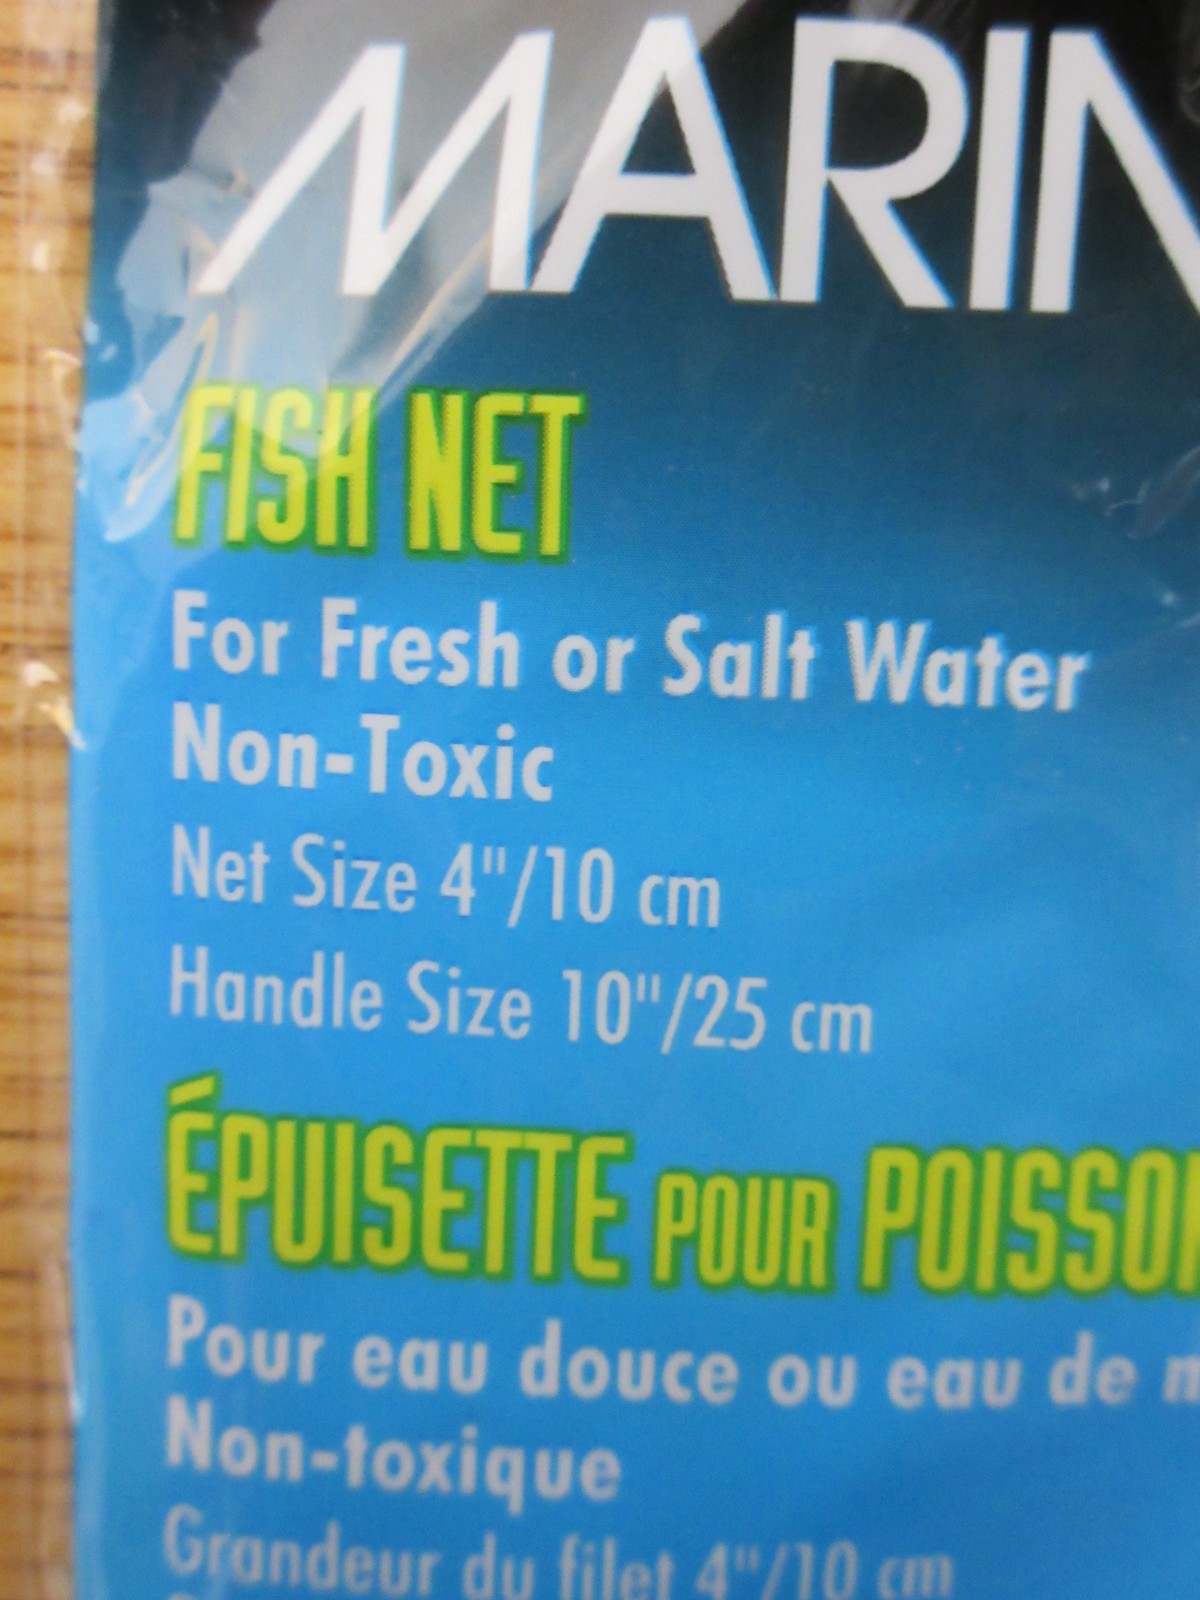 MARIN
FISH NET
For Fresh or Salt Water
Non-Toxic
Net Size 4"/10 cm
Handle Size 10"/25 cm
ÉPUISETTE POUR POISSON
Pour eau douce ou eau de m
Non-toxique
Grandeur du filet 4"/10 cm